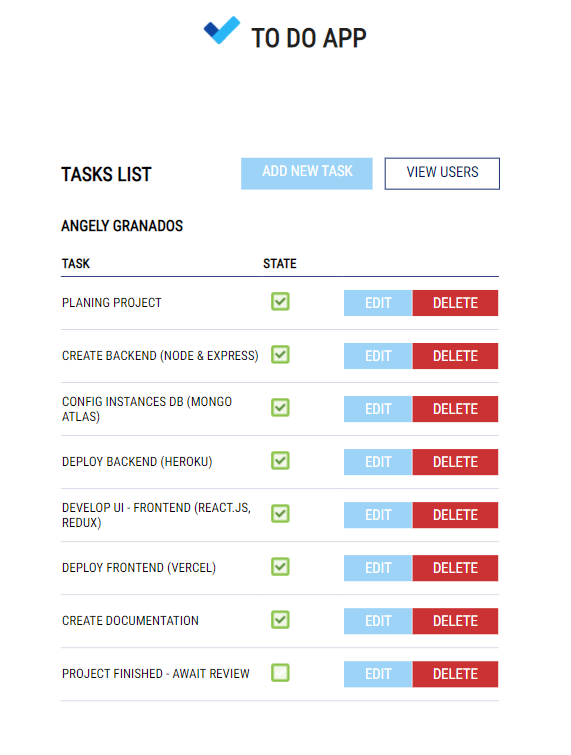 TO DO APP
TASKS LIST
ADD NEW TASK
VIEW USERS
ANGELY GRANADOS
TASK STATE
PLANING PROJECT EDIT DELETE
CREATE BACKEND (NODE & EXPRESS) EDIT DELETE
CONFIG INSTANCES DB (MONGO
ATLAS) EDIT DELETE
DEPLOY BACKEND (HEROKU) EDIT DELETE
DEVELOP UI - FRONTEND (REACT.JS,
REDUX) EDIT DELETE
DEPLOY FRONTEND (VERCEL) EDIT DELETE
CREATE DOCUMENTATION EDIT DELETE
PROJECT FINISHED - AWAIT REVIEW EDIT DELETE